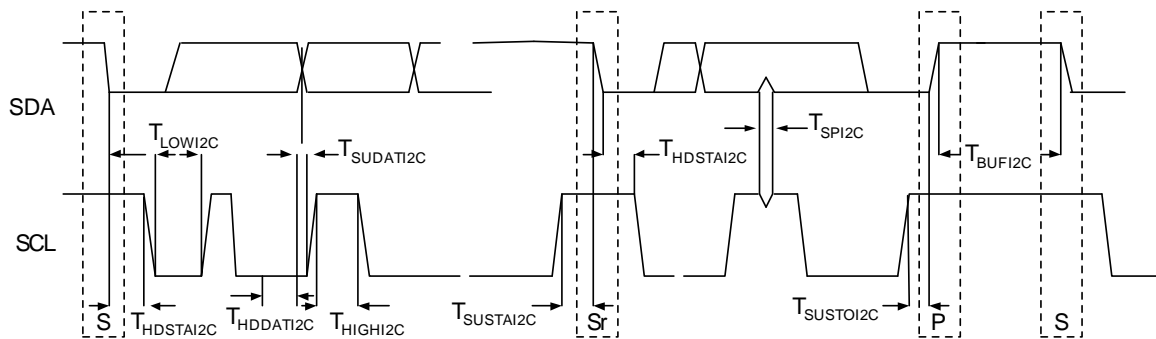 SDA
T_LOWI2C
T_SUDATI2C
T_HDSTAI2C
T_SPI2C
T_BUFI2C
SCL
S
T_HDSTAI2C
T_HDDATI2C
T_HIGHI2C
T_SUSTAI2C
Sr
T_SUSTOI2C
P
S